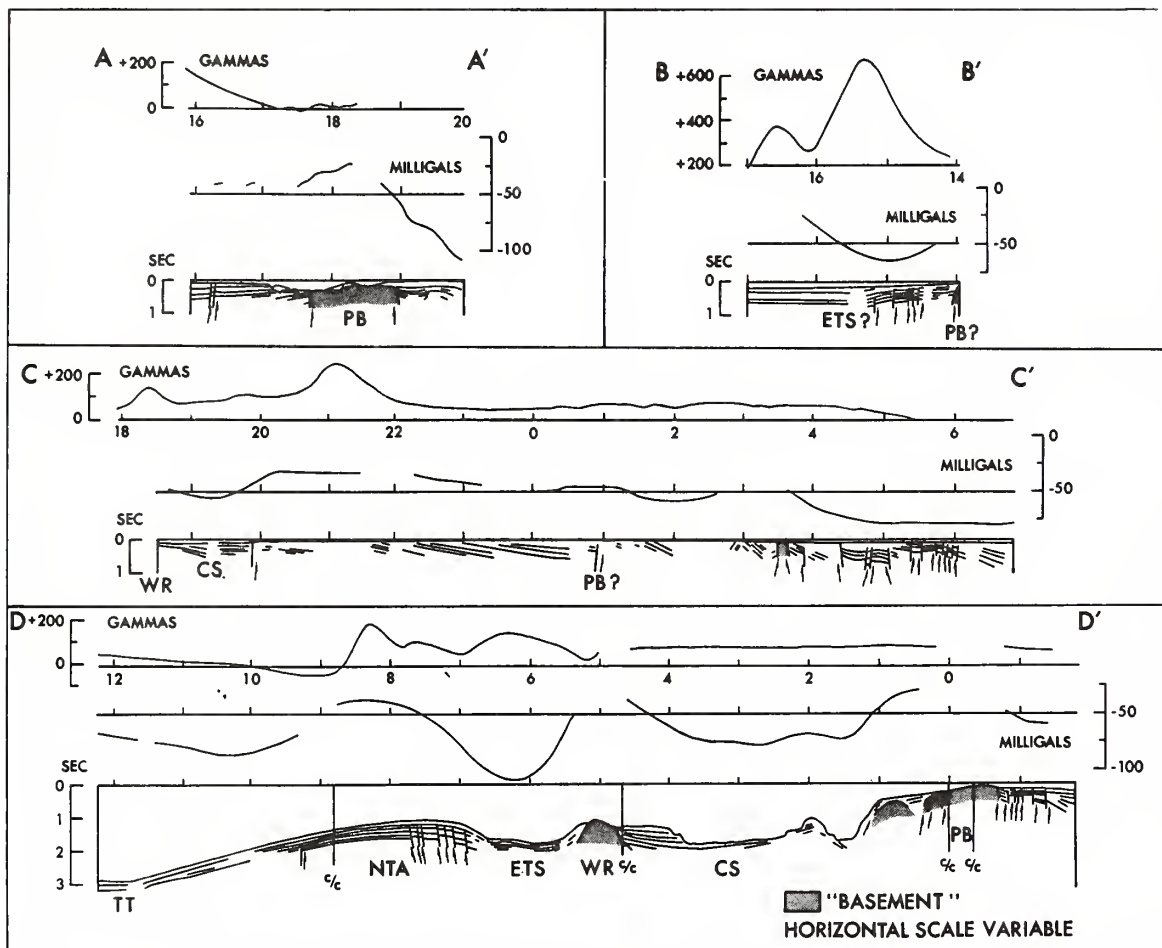 A +200 GAMMAS A'
0
16 18 20
0
MILLIGALS -50
-100
SEC
0
1
PB
B +600 GAMMAS B'
+400
+200
16 14
0
MILLIGALS
-50
SEC
0
1
ETS?
PB?
C +200 GAMMAS C'
0
18 20 22 0 2 4 6
0
MILLIGALS
-50
SEC
0
1
WR CS. PB?
D +200 GAMMAS D'
0
12 10 8 6 4 2 0
-50
MILLIGALS
-100
SEC
0
1
2
3
TT c/c NTA ETS WR c/c CS PB c/c c/c
"BASEMENT"
HORIZONTAL SCALE VARIABLE